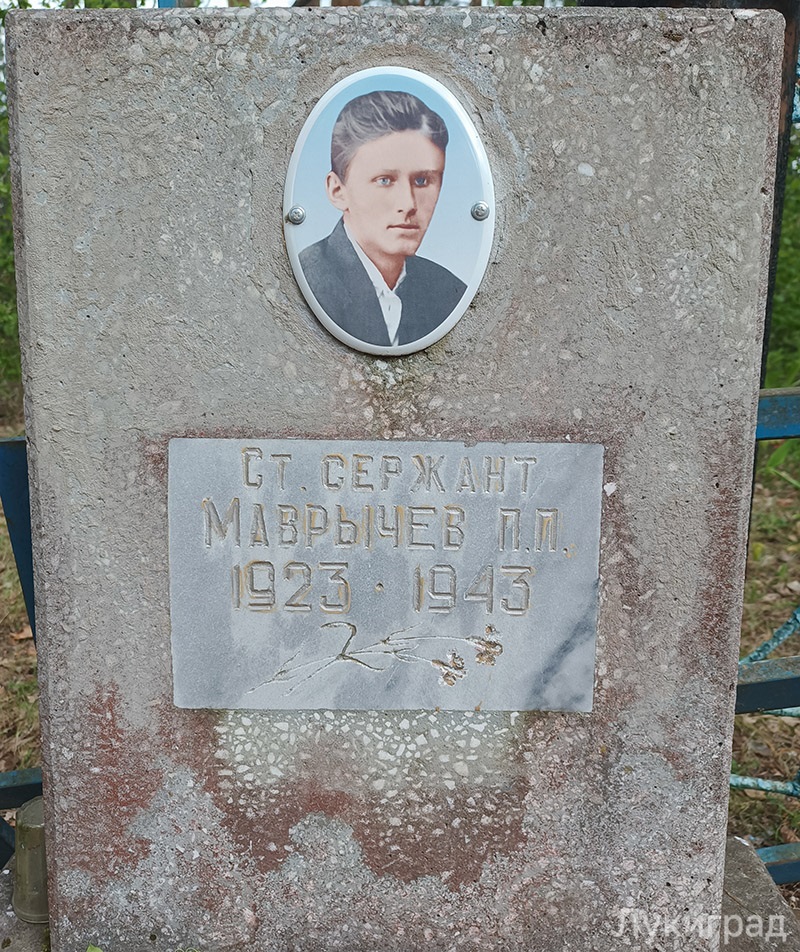 Ст. сержант
Маврычев П.П.
1923 · 1943
Лукиград